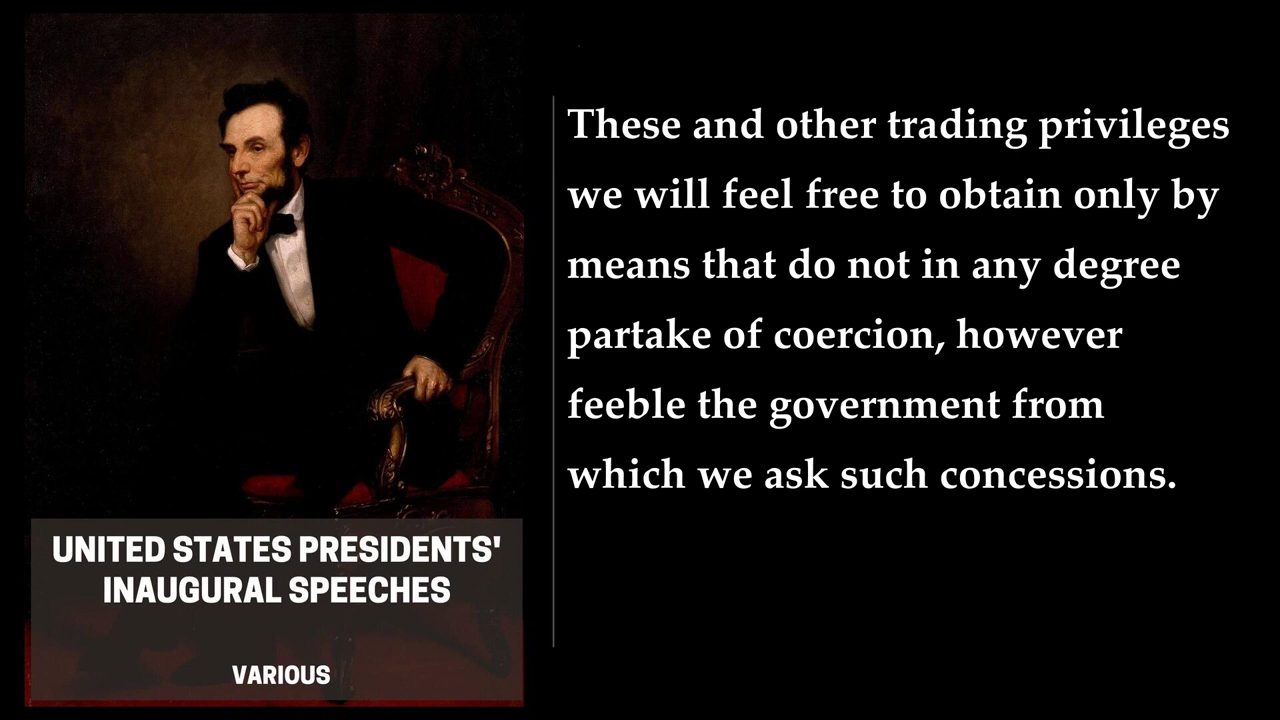 These and other trading privileges
we will feel free to obtain only by
means that do not in any degree
partake of coercion, however
feeble the government from
which we ask such concessions.
UNITED STATES PRESIDENTS'
INAUGURAL SPEECHES
VARIOUS